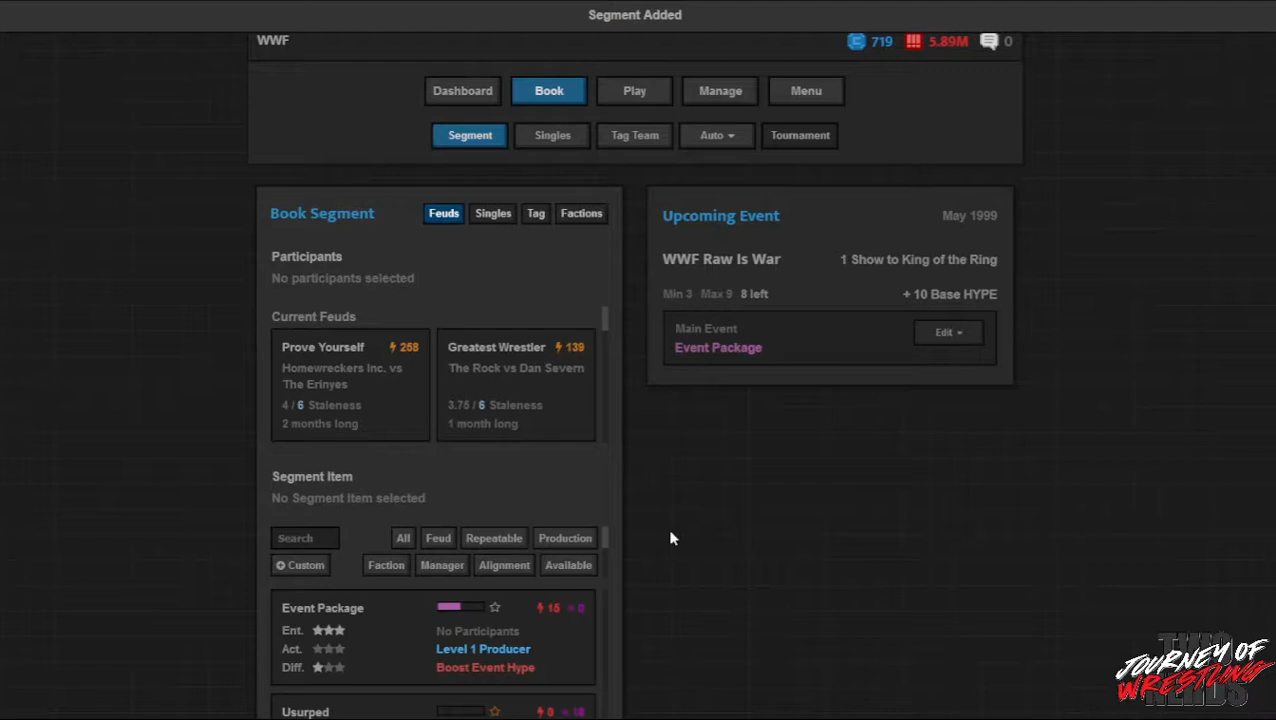 Segment Added
WWF 719 5.89M 0
Dashboard Book Play Manage Menu
Segment Singles Tag Team Auto Tournament
Book Segment Feuds Singles Tag Factions
Participants
No participants selected
Current Feuds
Prove Yourself 258
Homewreckers Inc. vs
The Erinyes
4 / 6 Staleness
2 months long
Greatest Wrestler 139
The Rock vs Dan Severn
3.75 / 6 Staleness
1 month long
Segment Item
No Segment Item selected
Search All Feud Repeatable Production
Custom Faction Manager Alignment Available
Event Package 15 0
Ent. No Participants
Act. Level 1 Producer
Diff. Boost Event Hype
Usurped 0 18
Upcoming Event May 1999
WWF Raw Is War 1 Show to King of the Ring
Min 3 Max 9 8 left + 10 Base HYPE
Main Event
Event Package
Edit
JOURNEY OF
WRESTLING